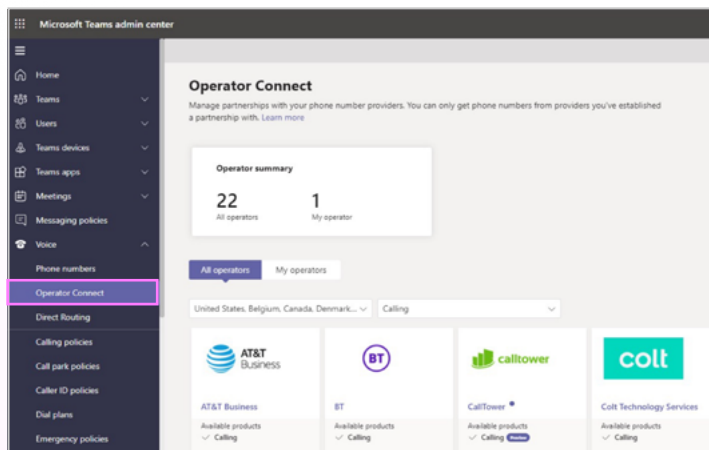 Microsoft Teams admin center
Home
Teams
Users
Teams devices
Teams apps
Meetings
Messaging policies
Voice
Phone numbers
Operator Connect
Direct Routing
Calling policies
Call park policies
Caller ID policies
Dial plans
Emergency policies
Operator Connect
Manage partnerships with your phone number providers. You can only get phone numbers from providers you've established
a partnership with. Learn more
Operator summary
22
All operators
1
My operator
All operators
My operators
United States, Belgium, Canada, Denmark...
Calling
AT&T
Business
AT&T Business
Available products
Calling
BT
BT
Available products
Calling
calltower
CallTower
Available products
Calling Preview
colt
Colt Technology Services
Available products
Calling